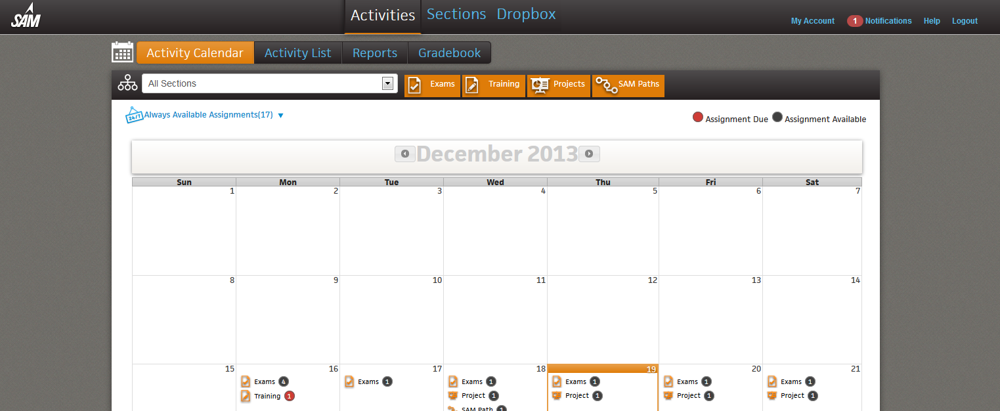 SAM
Activities Sections Dropbox
My Account 1 Notifications Help Logout
Activity Calendar Activity List Reports Gradebook
All Sections Exams Training Projects SAM Paths
24/7 Always Available Assignments(17) ▼
Assignment Due Assignment Available
December 2013
Sun Mon Tue Wed Thu Fri Sat
1 2 3 4 5 6 7
8 9 10 11 12 13 14
15 16 17 18 19 20 21
Exams 4 Exams 1 Exams 1 Exams 1 Exams 1 Exams 1
Training 1 Project 1 Project 1 Project 1 Project 1
SAM Path 1